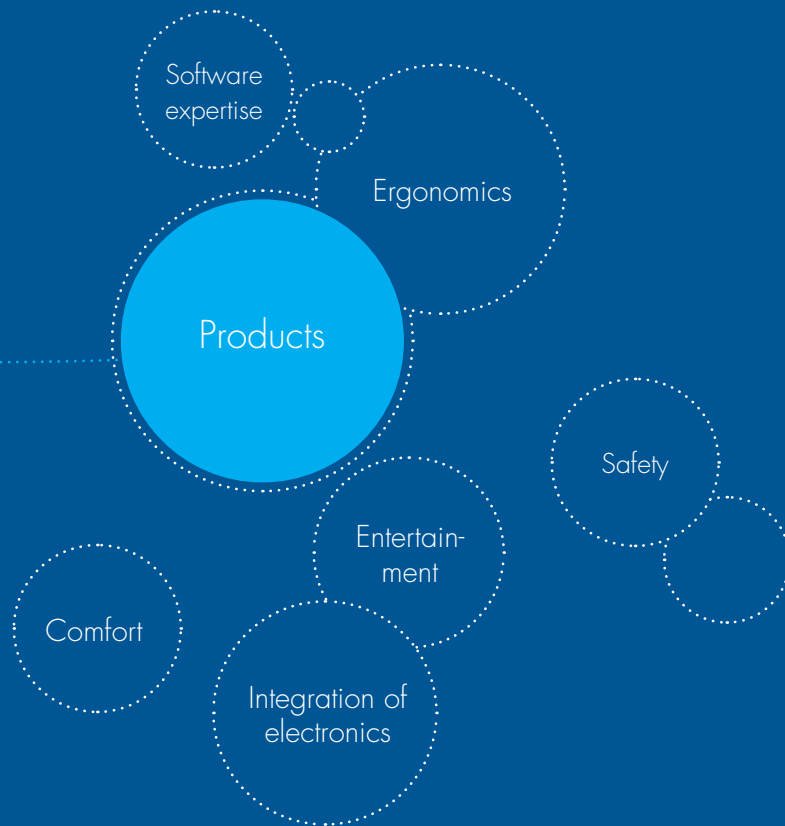 Software
expertise
Ergonomics
Products
Safety
Entertain-
ment
Comfort
Integration of
electronics